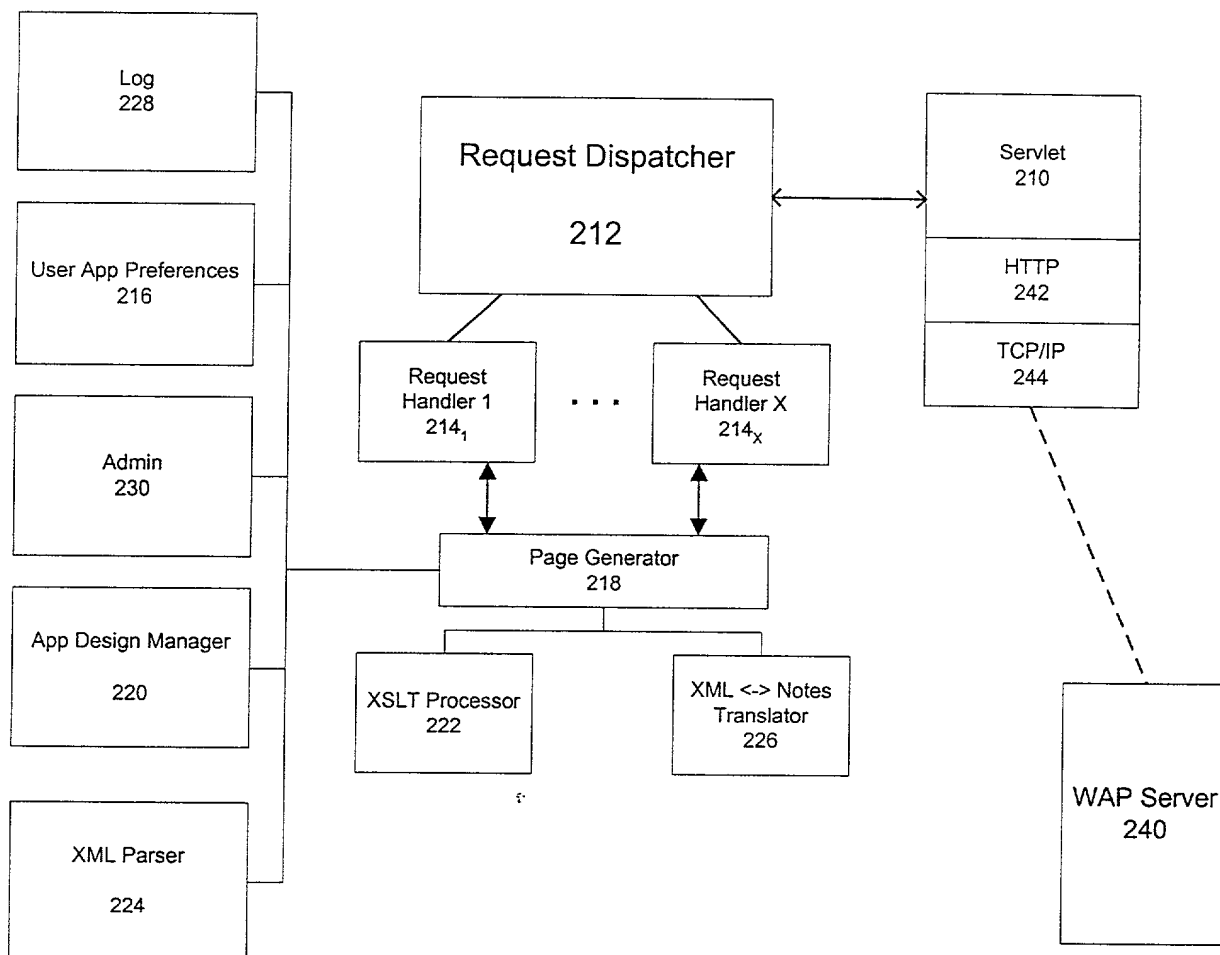 Log
228
User App Preferences
216
Admin
230
App Design Manager
220
XML Parser
224
Request Dispatcher
212
Request
Handler 1
214₁
. . .
Request
Handler X
214ₓ
Page Generator
218
XSLT Processor
222
XML <-> Notes
Translator
226
Servlet
210
HTTP
242
TCP/IP
244
WAP Server
240